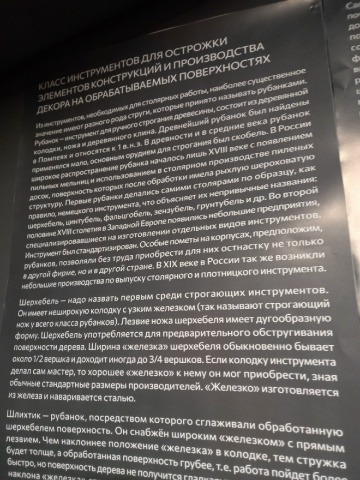 КЛАСС ИНСТРУМЕНТОВ ДЛЯ ОСТРОЖКИ
ЭЛЕМЕНТОВ КОНСТРУКЦИЙ И ПРОИЗВОДСТВА
ДЕКОРА НА ОБРАБАТЫВАЕМЫХ ПОВЕРХНОСТЯХ
Из инструментов, необходимых для столярных работы, наиболее существенное
значение имеют разного рода струги, которые принято называть рубанками.
Рубанок – инструмент для ручного строгания древесины, состоит из деревянной
колодки, ножа и деревянного клина. Древнейший рубанок был найдены
в Помпеях и относятся к 1 в.н.э. В древности и в средние века рубанок
применялся мало, основным орудием для строгания был скобель. В России
широкое распространение рубанка началось лишь XVIII веке с появлением
пильных мельниц и использованием в столярном производстве пиленых
досок, поверхность которых после обработки имела рыхлую шероховатую
структуру. Первые рубанки делались самими столярами по образцу, как
правило, немецкого инструмента, что объясняет их непривычные названия:
шерхебель, цинубель, фальцгобель, зензубель, грунтубель и др. Во второй
половине XVIII столетия в Западной Европе появились небольшие предприятия,
специализировавшиеся на изготовлении отдельных видов инструментов.
Инструмент был стандартизирован. Особые пометы на корпусах, предположим,
рубанков, позволяли без труда приобрести для них оснастку не только
в другой фирме, но и в другой стране. В XIX веке в России так же возникли
небольшие производства по выпуску столярного и плотницкого инструмента.
Шерхебель – надо назвать первым среди строгающих инструментов.
Он имеет неширокую колодку с узким железком (так называют строгающий
нож у всего класса рубанков). Лезвие ножа шерхебеля имеет дугообразную
форму. Шерхебель употребляется для предварительного обстругивания
поверхности дерева. Ширина «железка» шерхебеля обыкновенно бывает
около 1/2 вершка и доходит иногда до 3/4 вершков. Если колодку инструмента
делал сам мастер, то хорошее «железко» к нему он мог приобрести, зная
обычные стандартные размеры производителей. «Железко» изготовляется
из железа и наваривается сталью.
Шлихтик – рубанок, посредством которого сглаживали обработанную
шерхебелем поверхность. Он снабжён широким «железком» с прямым
лезвием. Чем наклоннее положение «железка» в колодке, тем стружка
будет толще, а обработанная поверхность грубее, т.е. работа пойдет более
быстро, но поверхность дерева не получится гладкой
наклона «железка»